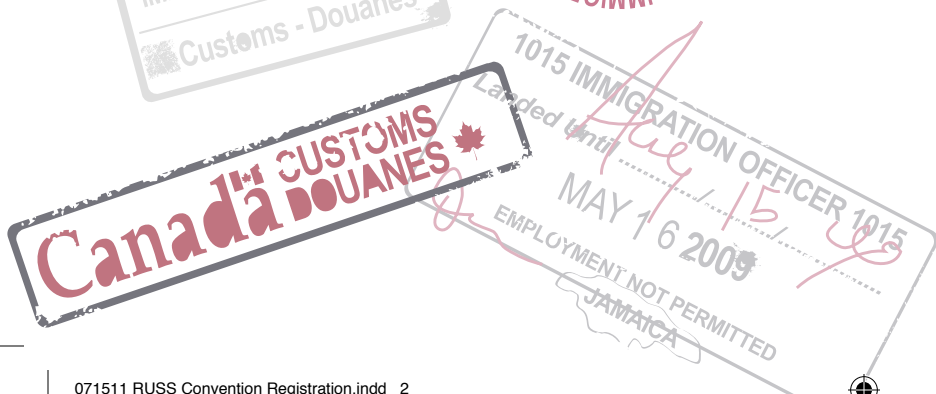 Customs - Douanes
Canada CUSTOMS
DOUANES
1015 IMMIGRATION OFFICER 1015
Landed Until ........./........./.........
Aug 15
MAY 16 2009
EMPLOYMENT NOT PERMITTED
JAMAICA
071511 RUSS Convention Registration.indd 2